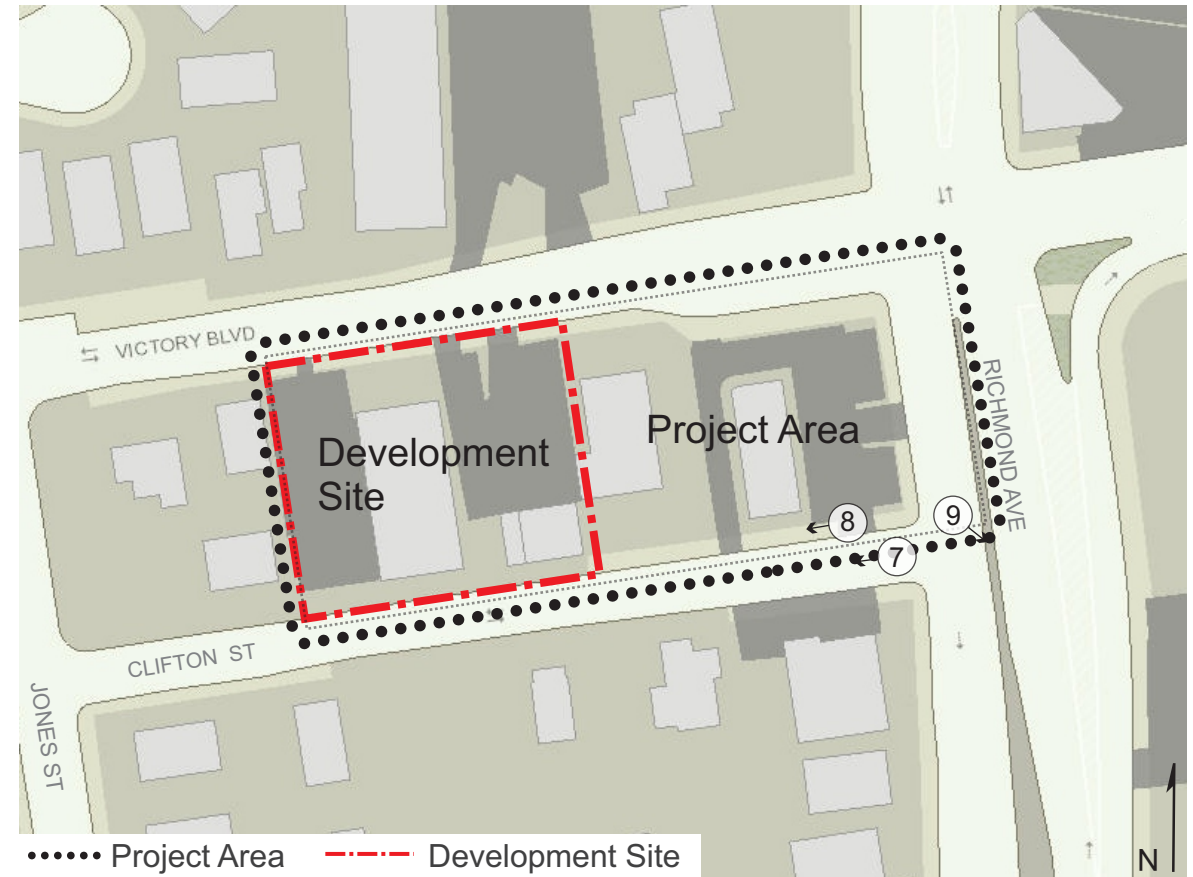 VICTORY BLVD
RICHMOND AVE
Project Area
Development
Site
8
9
7
CLIFTON ST
JONES ST
N
Project Area
Development Site